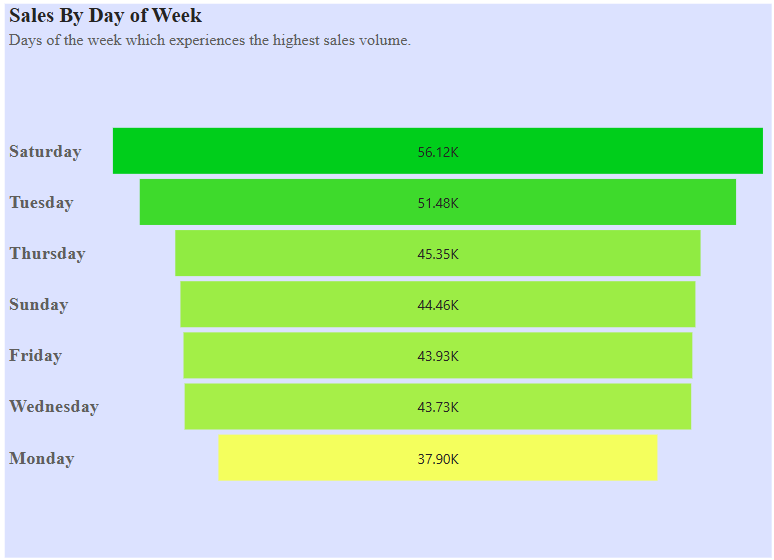 Sales By Day of Week
Days of the week which experiences the highest sales volume.
Saturday 56.12K
Tuesday 51.48K
Thursday 45.35K
Sunday 44.46K
Friday 43.93K
Wednesday 43.73K
Monday 37.90K